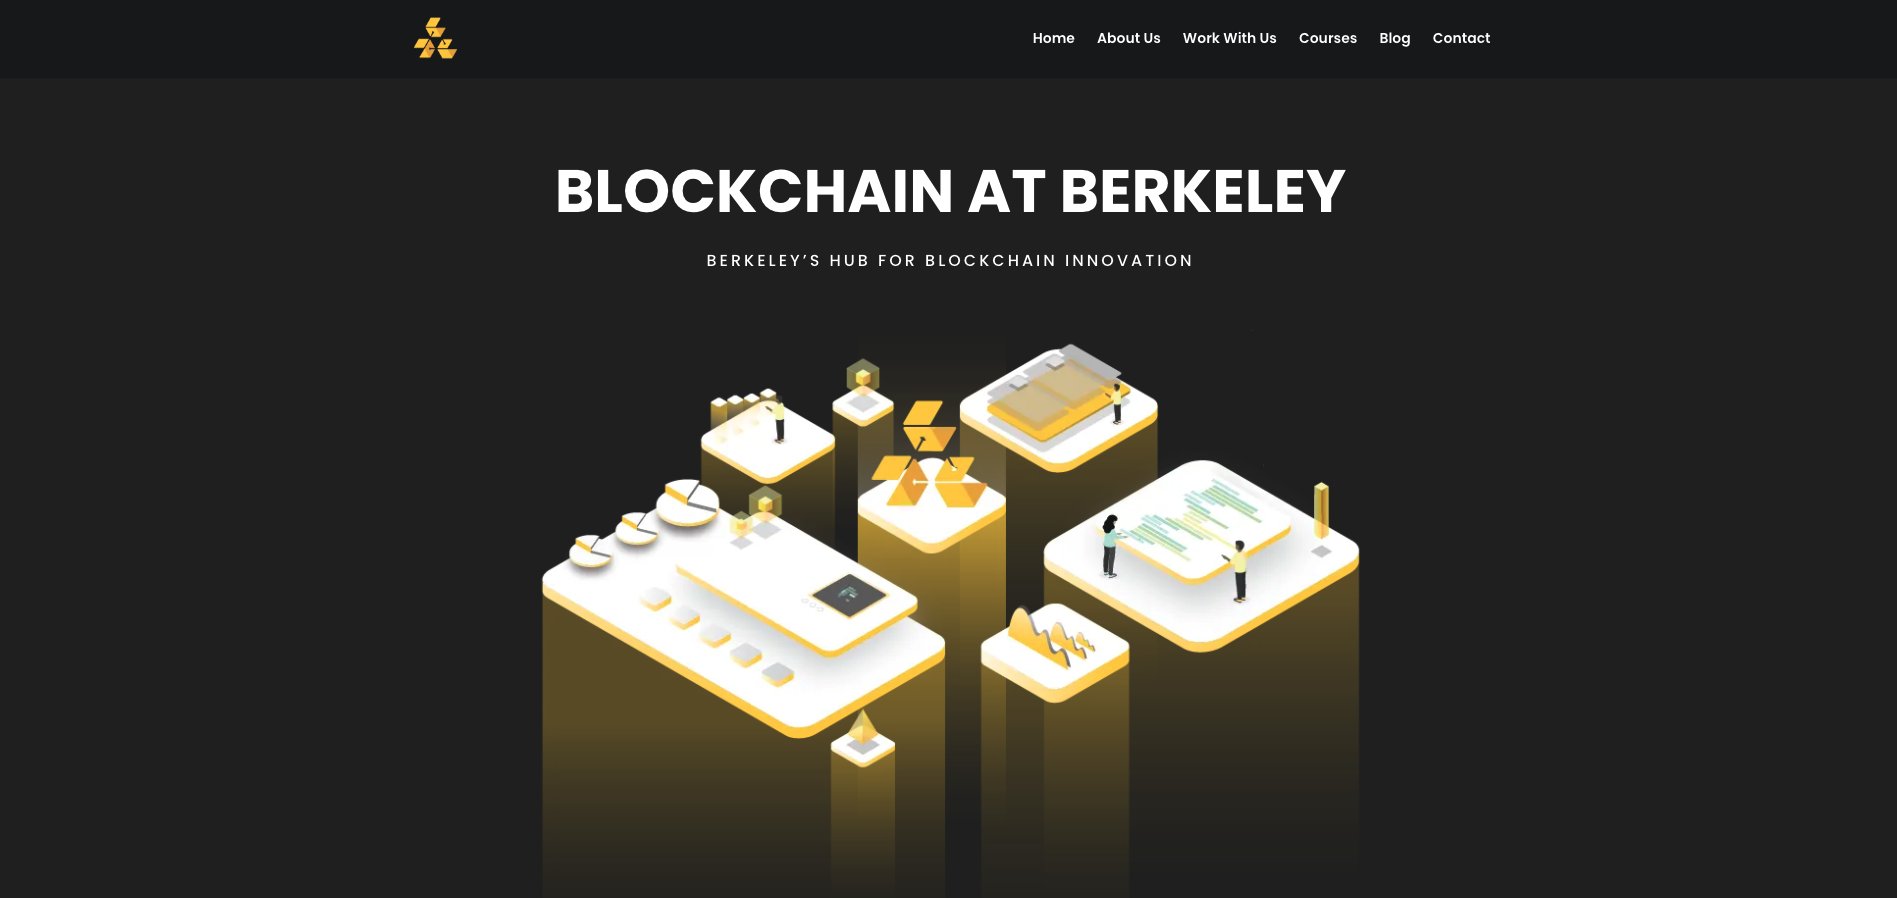 Home About Us Work With Us Courses Blog Contact
BLOCKCHAIN AT BERKELEY
BERKELEY’S HUB FOR BLOCKCHAIN INNOVATION